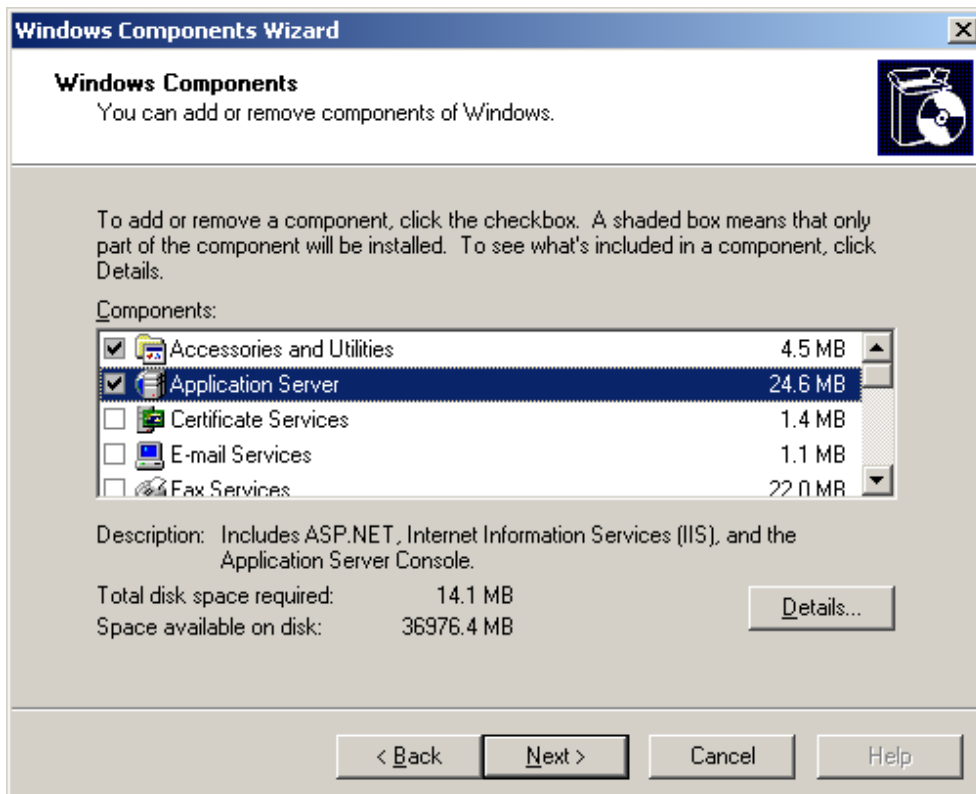 Windows Components Wizard
Windows Components
You can add or remove components of Windows.
To add or remove a component, click the checkbox. A shaded box means that only
part of the component will be installed. To see what's included in a component, click
Details.
Components:
Accessories and Utilities 4.5 MB
Application Server 24.6 MB
Certificate Services 1.4 MB
E-mail Services 1.1 MB
Fax Services 22.0 MB
Description: Includes ASP.NET, Internet Information Services (IIS), and the
Application Server Console.
Total disk space required: 14.1 MB
Space available on disk: 36976.4 MB
Details...
< Back Next > Cancel Help